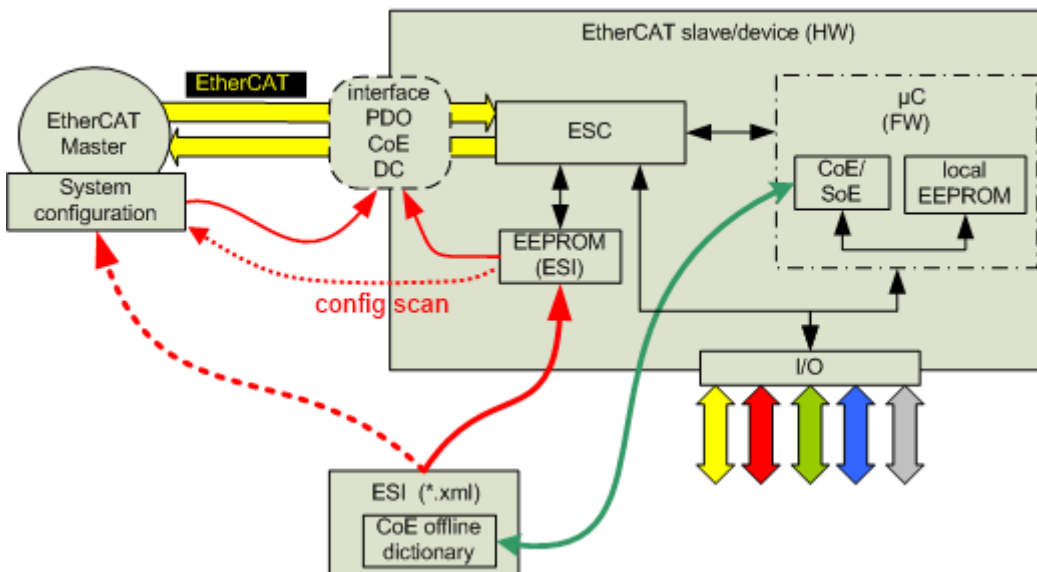 EtherCAT slave/device (HW)
EtherCAT
EtherCAT
Master
System
configuration
interface
PDO
CoE
DC
ESC
µC
(FW)
CoE/
SoE
local
EEPROM
EEPROM
(ESI)
config scan
I/O
ESI (*.xml)
CoE offline
dictionary